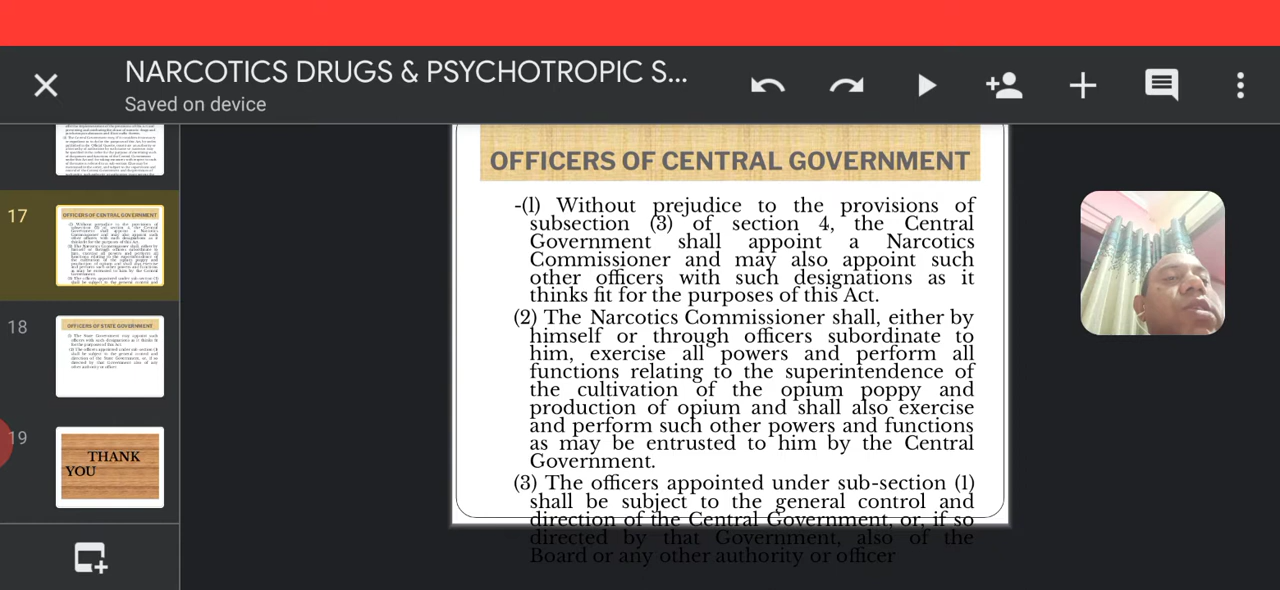 NARCOTICS DRUGS & PSYCHOTROPIC S...
Saved on device
17
OFFICERS OF CENTRAL GOVERNMENT
18
OFFICERS OF STATE GOVERNMENT
19
THANK
YOU
OFFICERS OF CENTRAL GOVERNMENT
-(l) Without prejudice to the provisions of
subsection (3) of section 4, the Central
Government shall appoint a Narcotics
Commissioner and may also appoint such
other officers with such designations as it
thinks fit for the purposes of this Act.
(2) The Narcotics Commissioner shall, either by
himself or through officers subordinate to
him, exercise all powers and perform all
functions relating to the superintendence of
the cultivation of the opium poppy and
production of opium and shall also exercise
and perform such other powers and functions
as may be entrusted to him by the Central
Government.
(3) The officers appointed under sub-section (1)
shall be subject to the general control and
direction of the Central Government, or, if so
directed by that Government, also of the
Board or any other authority or officer